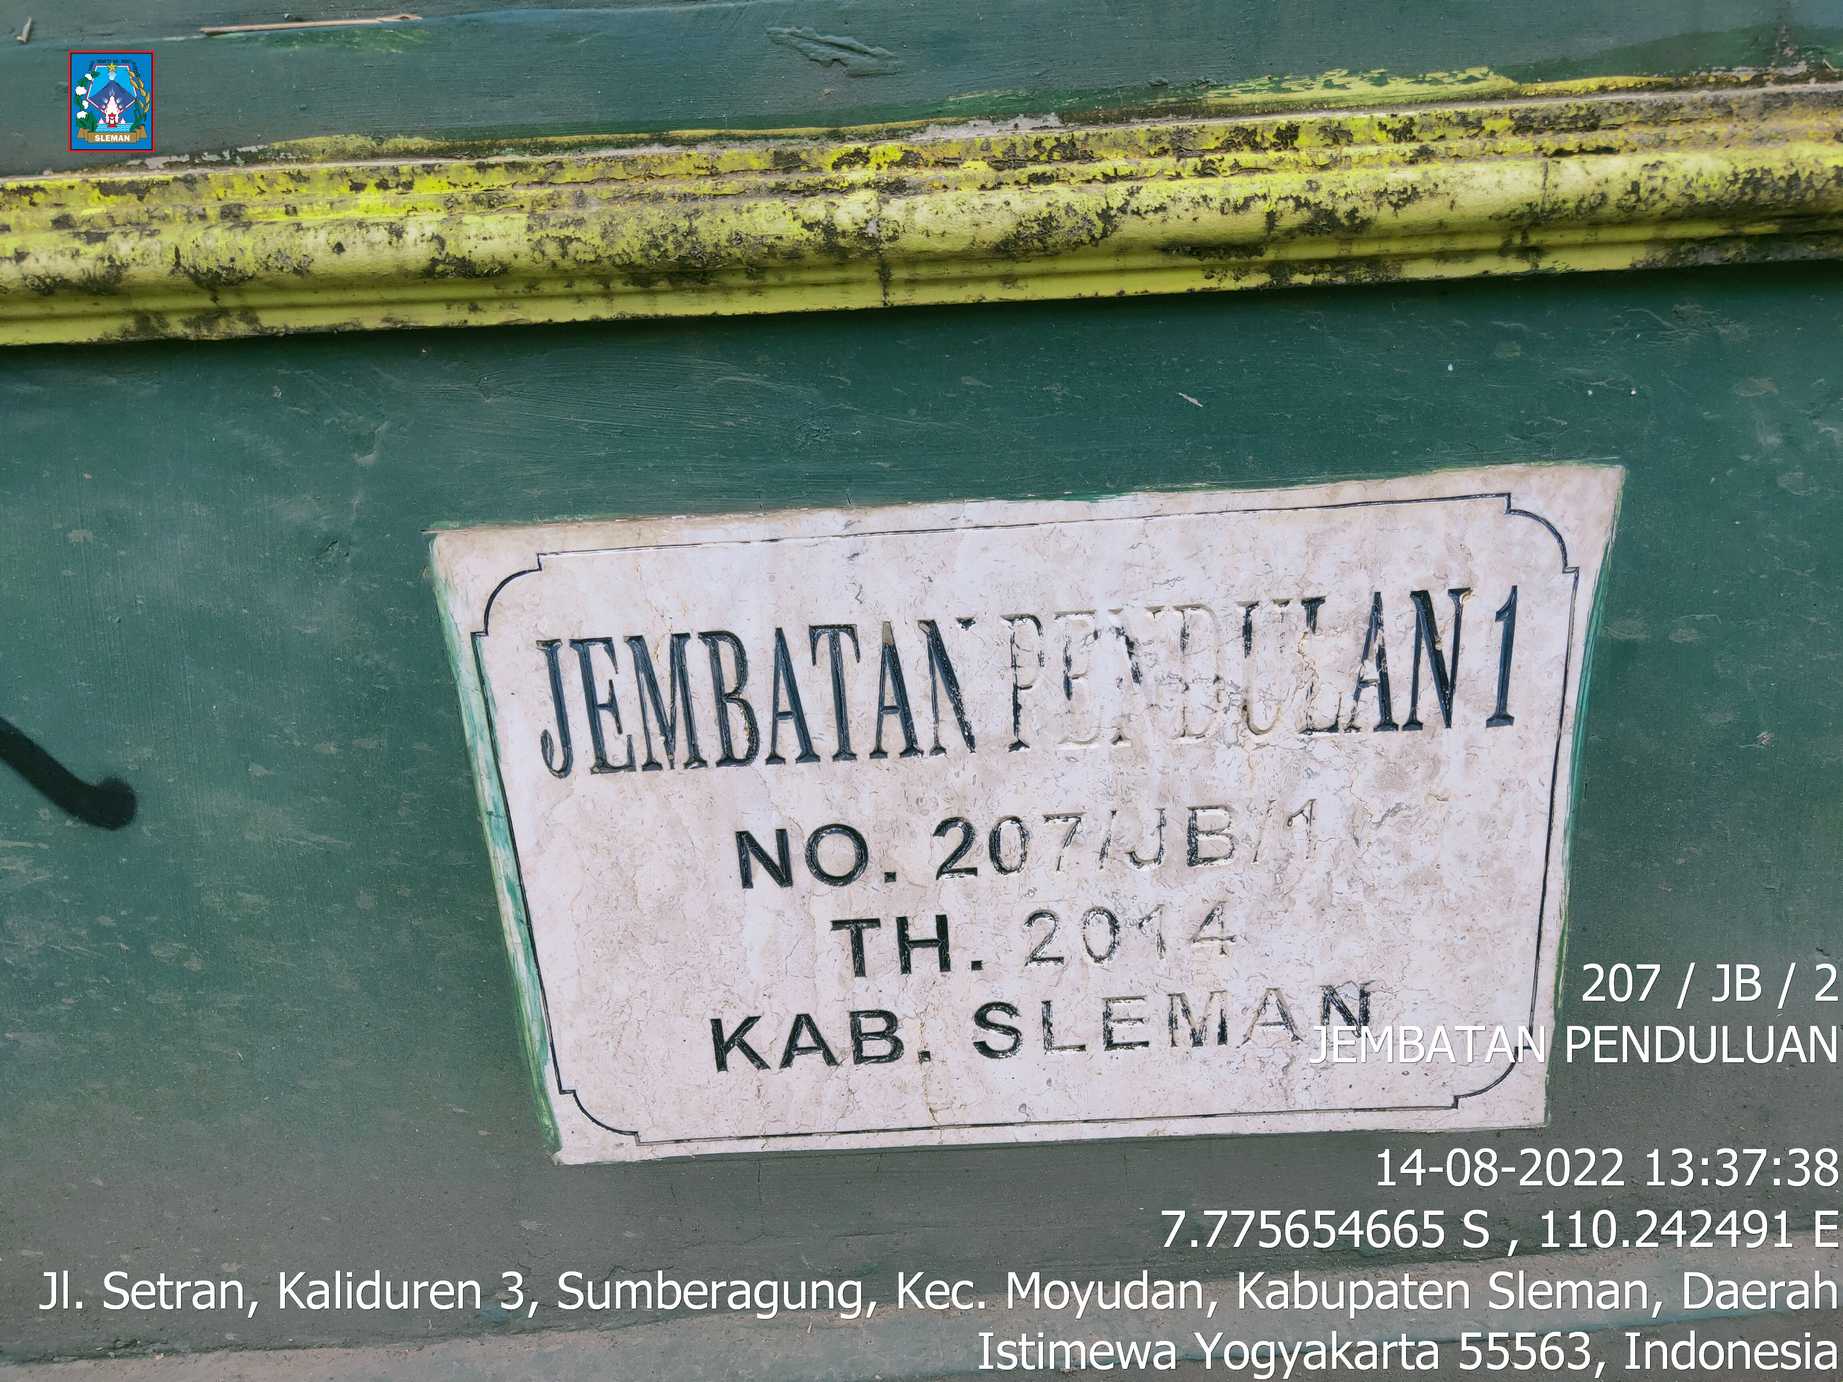 SLEMAN
JEMBATAN PENDULAN 1
NO. 207/JB/1
TH. 2014
KAB. SLEMAN
207 / JB / 2
JEMBATAN PENDULUAN
14-08-2022 13:37:38
7.775654665 S , 110.242491 E
Jl. Setran, Kaliduren 3, Sumberagung, Kec. Moyudan, Kabupaten Sleman, Daerah
Istimewa Yogyakarta 55563, Indonesia